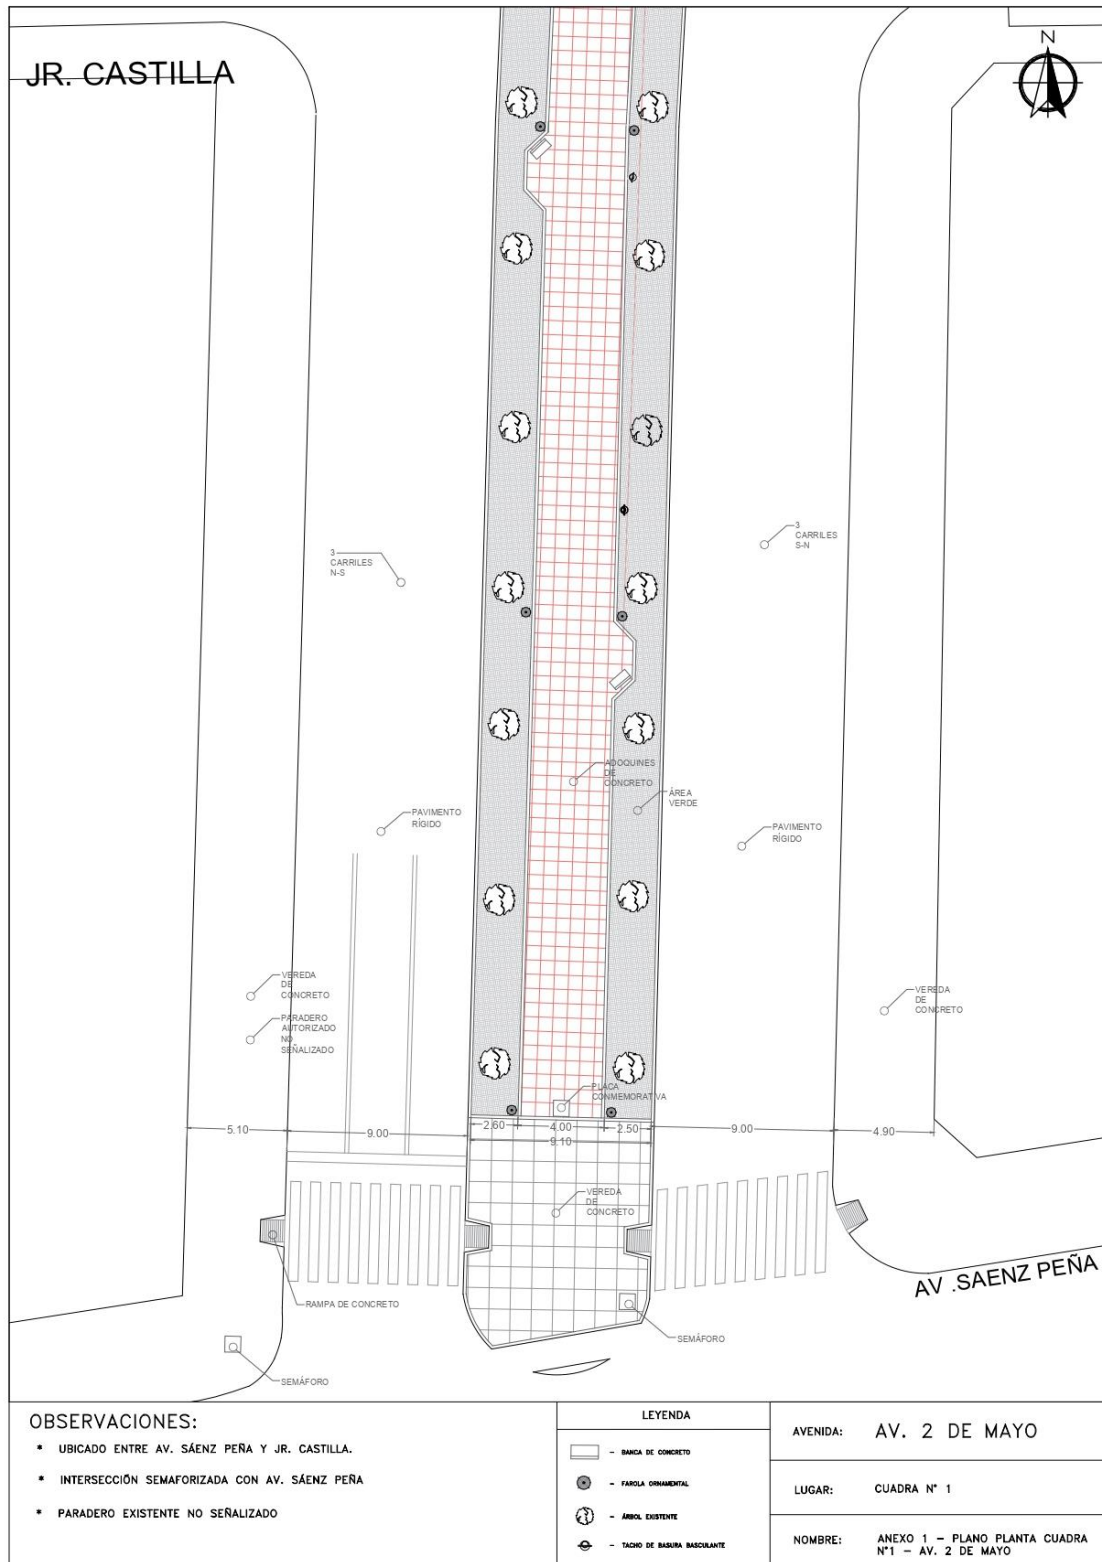 JR. CASTILLA
N
3
CARRILES
N-S
3
CARRILES
S-N
ADOQUINES
DE
CONCRETO
ÁREA
VERDE
PAVIMENTO
RÍGIDO
PAVIMENTO
RÍGIDO
VEREDA
DE
CONCRETO
PARADERO
AUTORIZADO
NO
SEÑALIZADO
VEREDA
DE
CONCRETO
PLACA
CONMEMORATIVA
5.10
9.00
2.60
4.00
2.50
9.00
4.90
9.10
VEREDA
DE
CONCRETO
RAMPA DE CONCRETO
AV .SAENZ PEÑA
SEMÁFORO
SEMÁFORO
OBSERVACIONES:
* UBICADO ENTRE AV. SÁENZ PEÑA Y JR. CASTILLA.
* INTERSECCIÓN SEMAFORIZADA CON AV. SÁENZ PEÑA
* PARADERO EXISTENTE NO SEÑALIZADO
LEYENDA
- BANCA DE CONCRETO
- FAROLA ORNAMENTAL
- ÁRBOL EXISTENTE
- TACHO DE BASURA BASCULANTE
AVENIDA: AV. 2 DE MAYO
LUGAR: CUADRA N° 1
NOMBRE: ANEXO 1 - PLANO PLANTA CUADRA
N°1 - AV. 2 DE MAYO